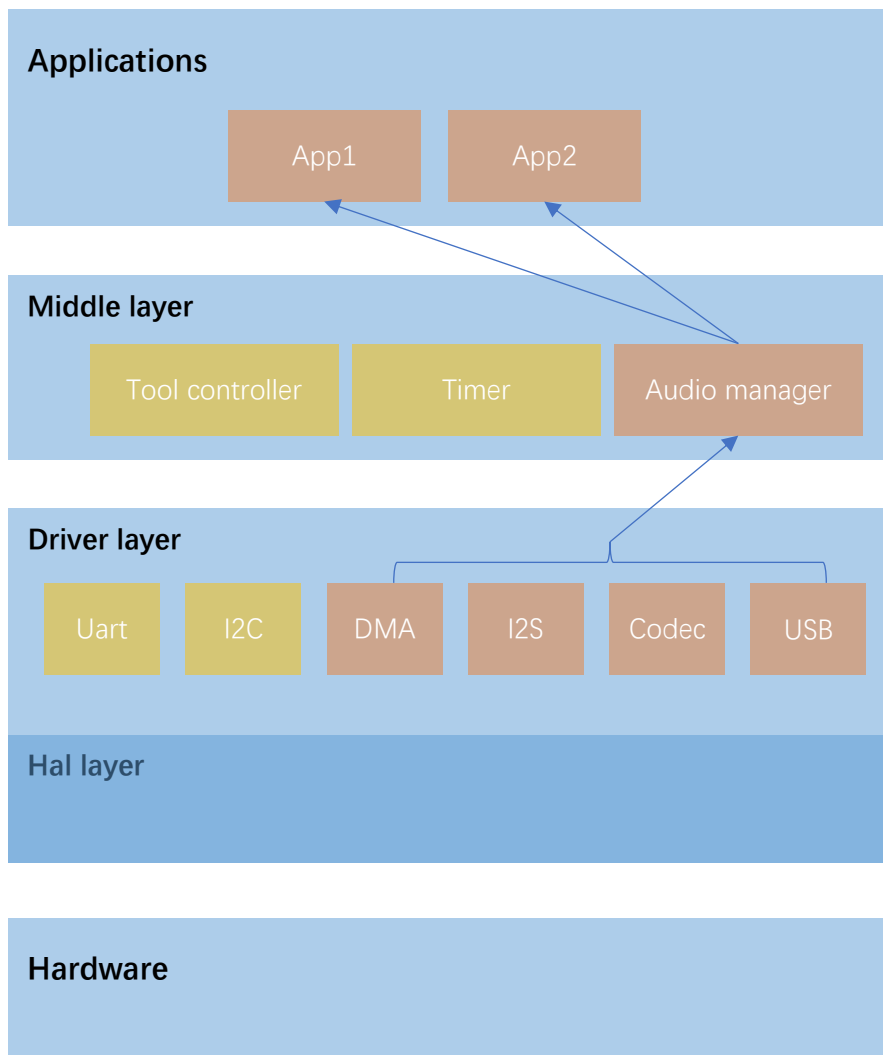 Applications
App1
App2
Middle layer
Tool controller
Timer
Audio manager
Driver layer
Uart
I2C
DMA
I2S
Codec
USB
Hal layer
Hardware